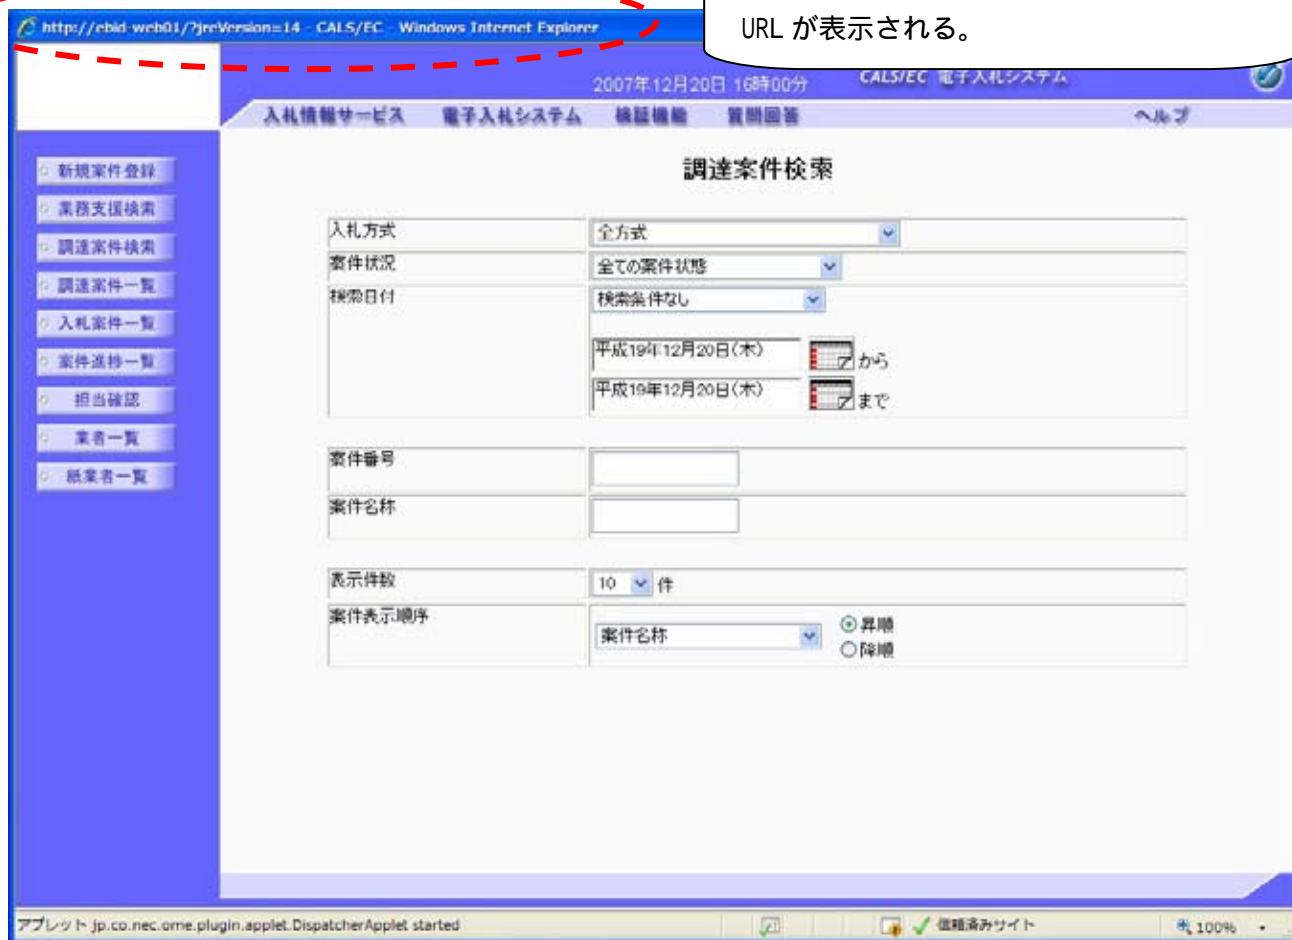 URL が表示される。
http://ebid-web01/?jreVersion=14 - CALS/EC - Windows Internet Explorer
2007年12月20日 16時00分
CALS/EC 電子入札システム
入札情報サービス 電子入札システム 検証機能 質問回答 ヘルプ
新規案件登録
業務支援検索
調達案件検索
調達案件一覧
入札案件一覧
案件進捗一覧
担当確認
業者一覧
紙業者一覧
調達案件検索
入札方式 全方式
案件状況 全ての案件状態
検索日付 検索条件なし
平成19年12月20日(木) から
平成19年12月20日(木) まで
案件番号
案件名称
表示件数 10 件
案件表示順序 案件名称 昇順
降順
アプレット jp.co.nec.ome.plugin.applet.DispatcherApplet started 信頼済みサイト 100%